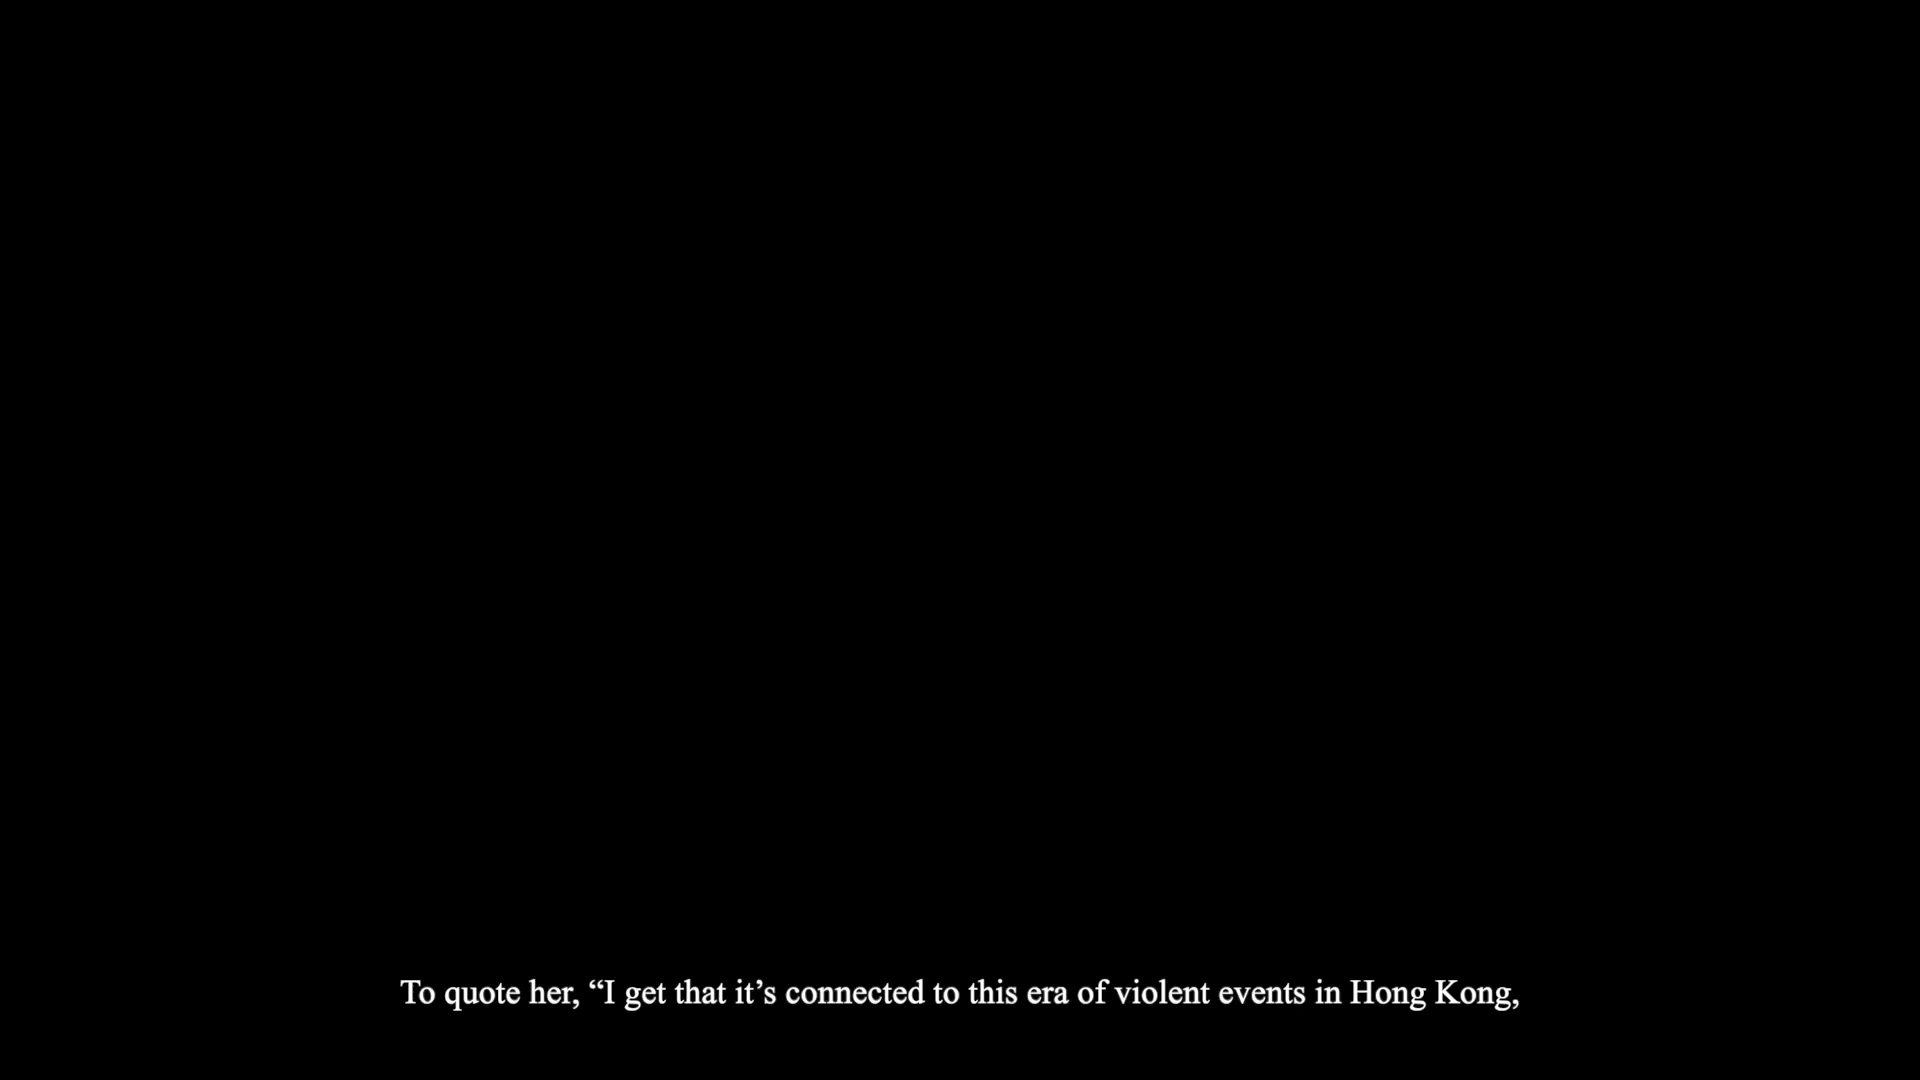 To quote her, “I get that it’s connected to this era of violent events in Hong Kong,